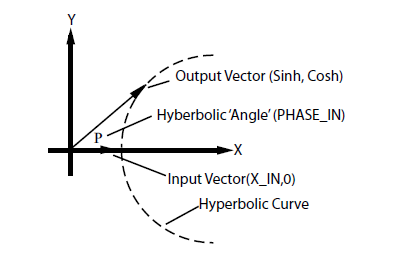 Y
Output Vector (Sinh, Cosh)
Hyberbolic ‘Angle’ (PHASE_IN)
P
X
Input Vector(X_IN,0)
Hyperbolic Curve